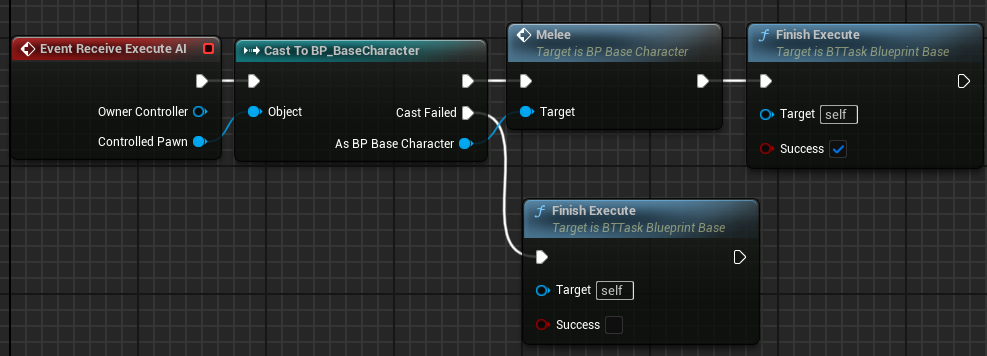 Event Receive Execute AI
Owner Controller
Controlled Pawn
Cast To BP_BaseCharacter
Object
Cast Failed
As BP Base Character
Melee
Target is BP Base Character
Target
Finish Execute
Target is BTTask Blueprint Base
Target self
Success
Finish Execute
Target is BTTask Blueprint Base
Target self
Success